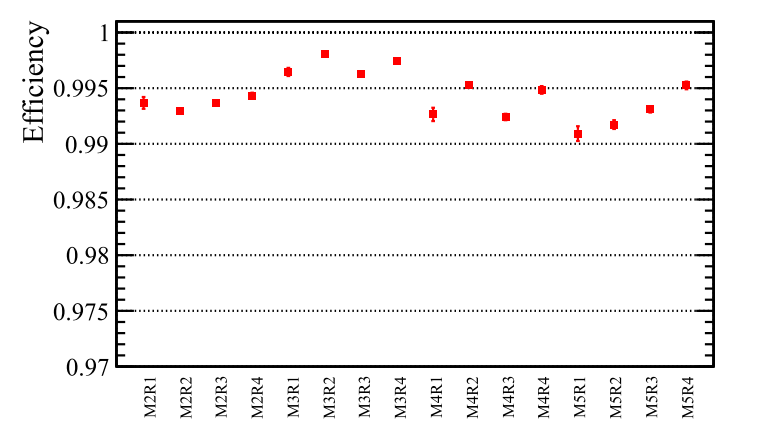 Efficiency
1
0.995
0.99
0.985
0.98
0.975
0.97
M2R1
M2R2
M2R3
M2R4
M3R1
M3R2
M3R3
M3R4
M4R1
M4R2
M4R3
M4R4
M5R1
M5R2
M5R3
M5R4